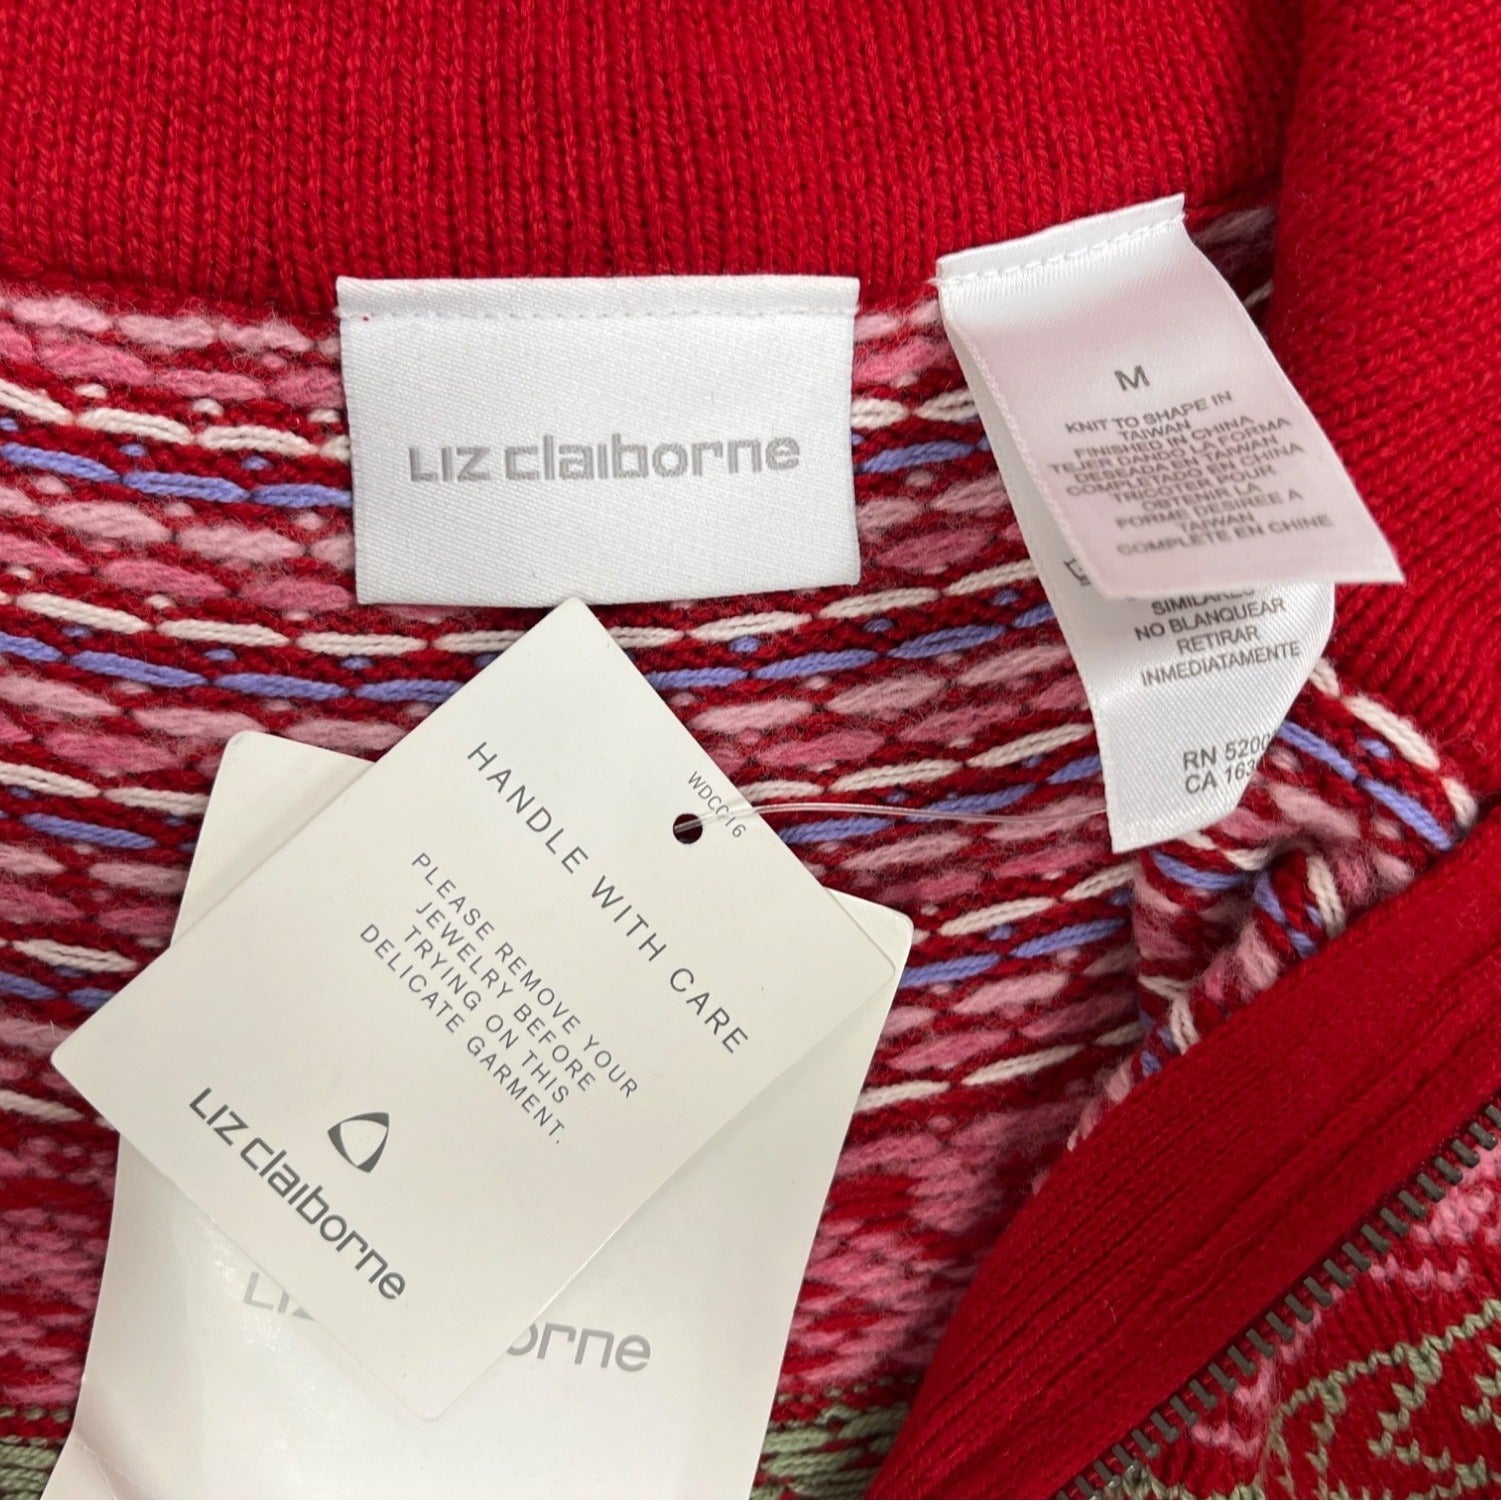 LIZ claiborne
M
KNIT TO SHAPE IN
TAIWAN
FINISHED IN CHINA
TEJER DANDO LA FORMA
DESEADA EN TAIWAN
COMPLETADO EN CHINA
TRICOTER POUR
OBTENIR LA
FORME DESIREE A
TAIWAN
COMPLETE EN CHINE
SIMILARES
NO BLANQUEAR
RETIRAR
INMEDIATAMENTE
RN 5200
CA 163
WDCC16
HANDLE WITH CARE
PLEASE REMOVE YOUR
JEWELRY BEFORE
TRYING ON THIS
DELICATE GARMENT.
LIZ claiborne